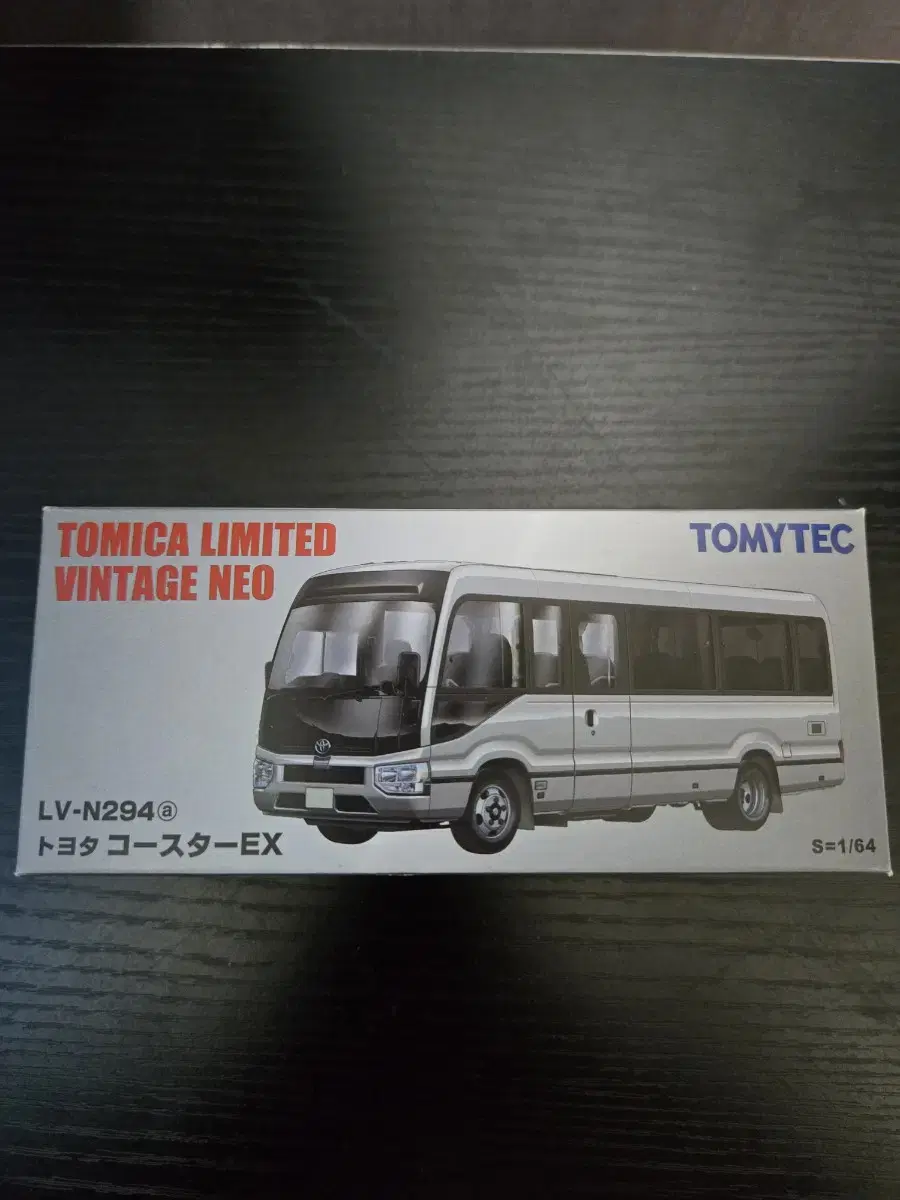 TOMICA LIMITED
VINTAGE NEO
TOMYTEC
LV-N294ⓐ
トヨタ コースターEX
S=1/64